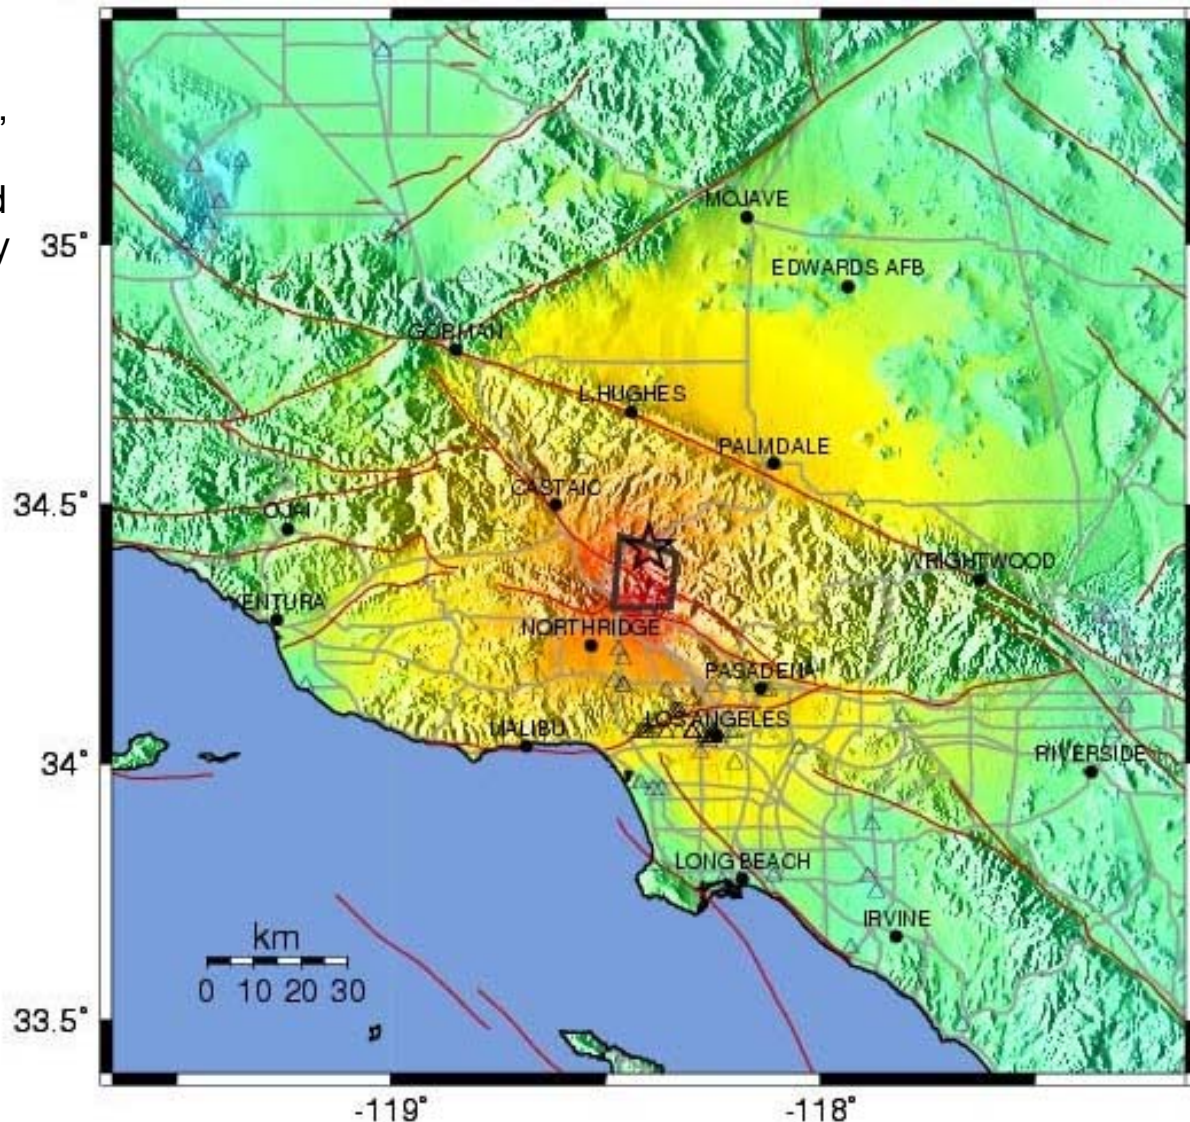 ,
d
y
MOJAVE
35°
EDWARDS AFB
GORMAN
L.HUGHES
PALMDALE
34.5°
CASTAIC
OJAI
WRIGHTWOOD
VENTURA
NORTHRIDGE
PASADENA
LOS ANGELES
MALIBU
34°
RIVERSIDE
LONG BEACH
IRVINE
km
0 10 20 30
33.5°
-119° -118°